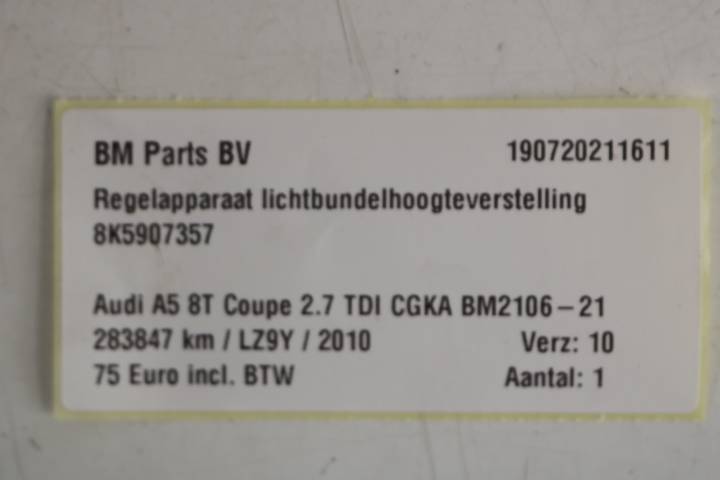 BM Parts BV 190720211611
Regelapparaat lichtbundelhoogteverstelling
8K5907357
Audi A5 8T Coupe 2.7 TDI CGKA BM2106-21
283847 km / LZ9Y / 2010 Verz: 10
75 Euro incl. BTW Aantal: 1